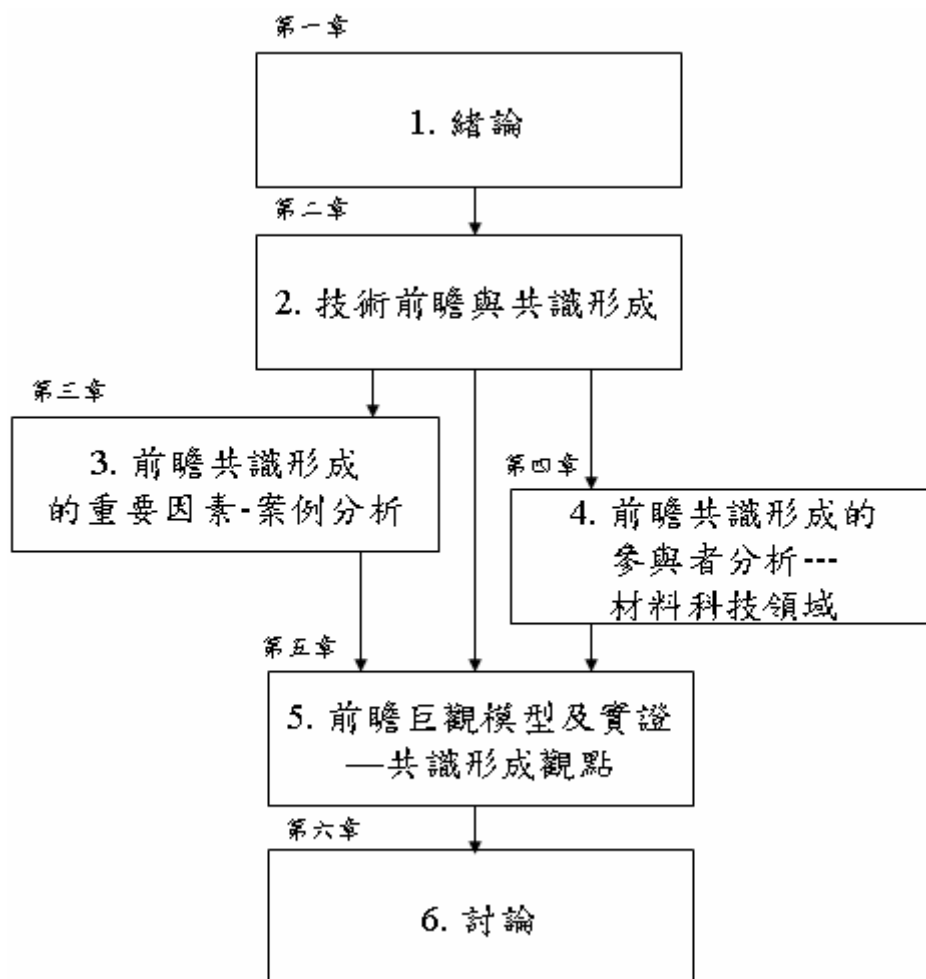 第一章
1. 緒論
第二章
2. 技術前瞻與共識形成
第三章
3. 前瞻共識形成
的重要因素-案例分析
第四章
4. 前瞻共識形成的
參與者分析---
材料科技領域
第五章
5. 前瞻巨觀模型及實證
—共識形成觀點
第六章
6. 討論